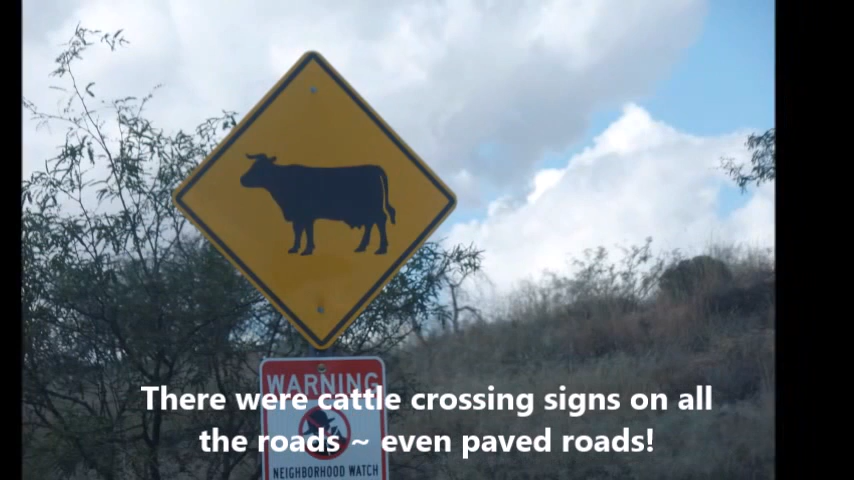 WARNING
There were cattle crossing signs on all
the roads ~ even paved roads!
NEIGHBORHOOD WATCH